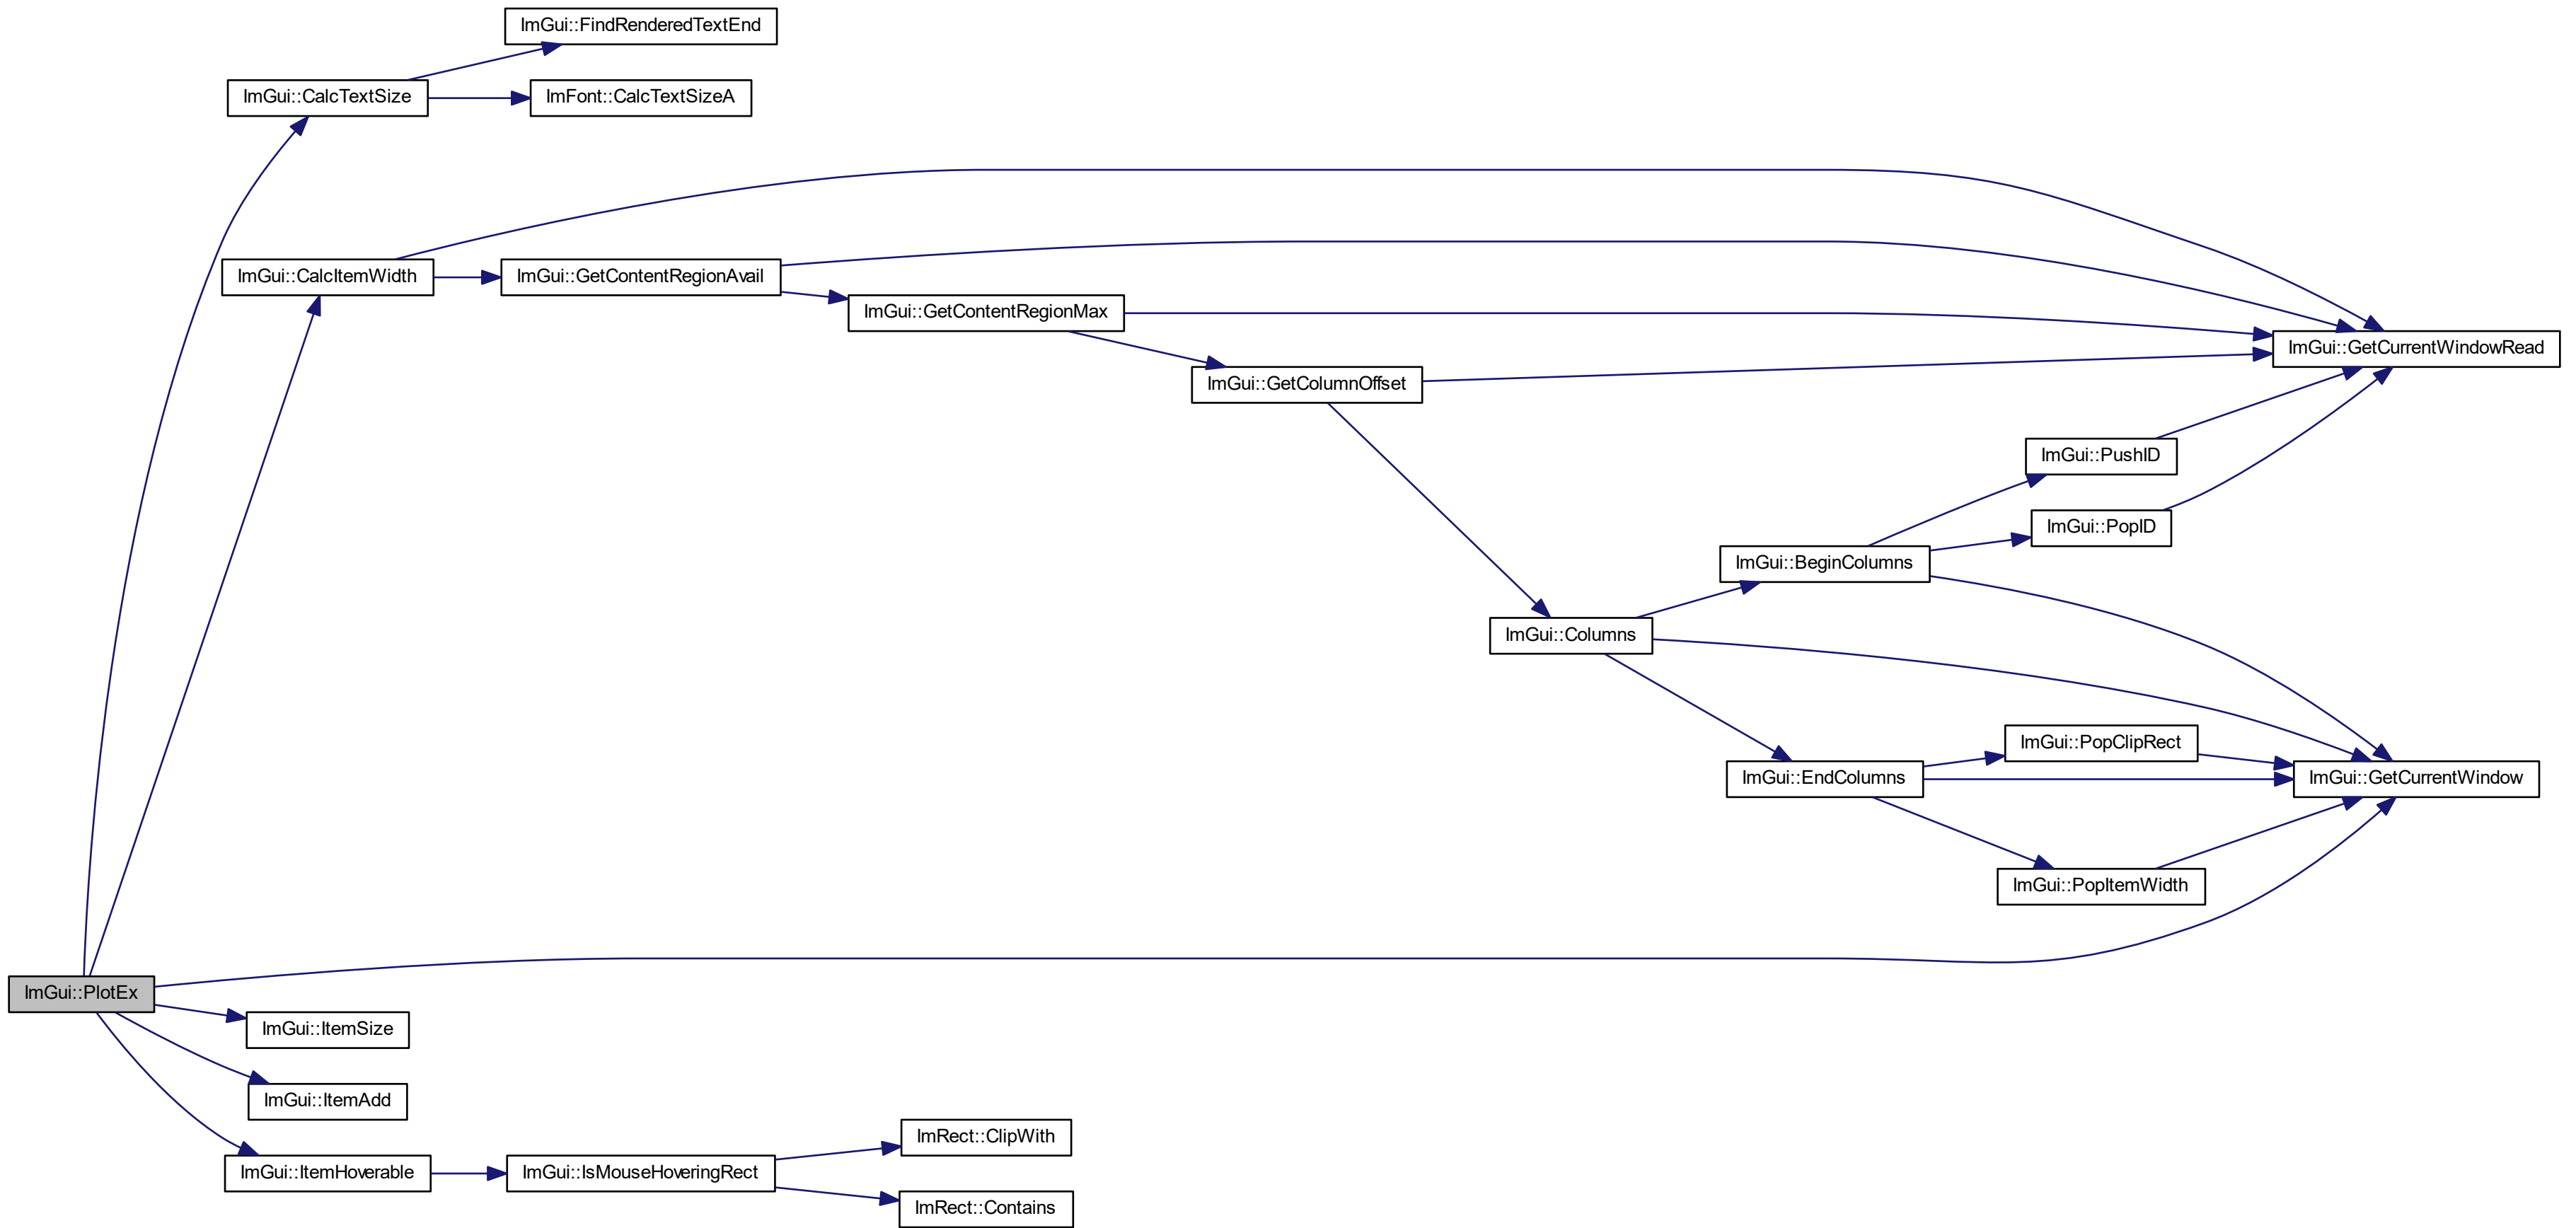 ImGui::FindRenderedTextEnd
ImGui::CalcTextSize
ImFont::CalcTextSizeA
ImGui::CalcItemWidth
ImGui::GetContentRegionAvail
ImGui::GetContentRegionMax
ImGui::GetCurrentWindowRead
ImGui::GetColumnOffset
ImGui::PushID
ImGui::PopID
ImGui::BeginColumns
ImGui::Columns
ImGui::PopClipRect
ImGui::EndColumns
ImGui::GetCurrentWindow
ImGui::PopItemWidth
ImGui::PlotEx
ImGui::ItemSize
ImGui::ItemAdd
ImRect::ClipWith
ImGui::ItemHoverable
ImGui::IsMouseHoveringRect
ImRect::Contains